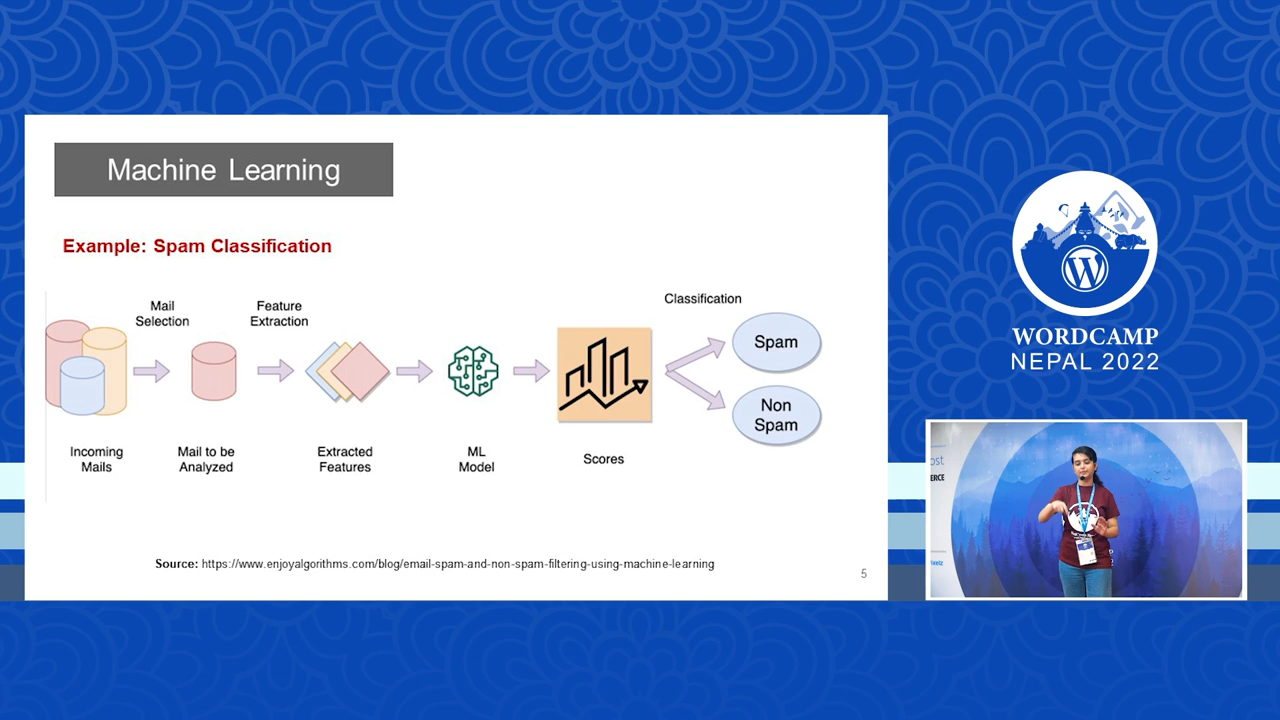 Machine Learning
Example: Spam Classification
Mail
Selection
Feature
Extraction
Classification
Spam
Non
Spam
Incoming
Mails
Mail to be
Analyzed
Extracted
Features
ML
Model
Scores
Source: https://www.enjoyalgorithms.com/blog/email-spam-and-non-spam-filtering-using-machine-learning
5
WORDCAMP
NEPAL 2022
ost
ERCE